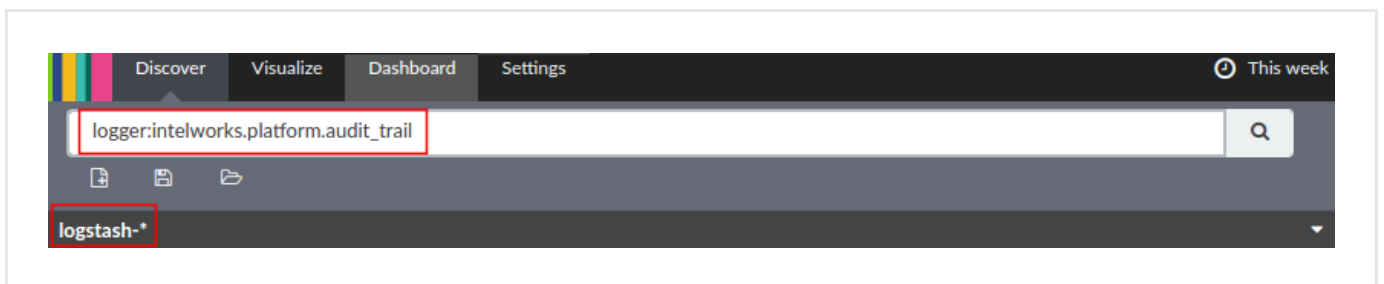 Discover Visualize Dashboard Settings This week
logger:intelworks.platform.audit_trail
logstash-*